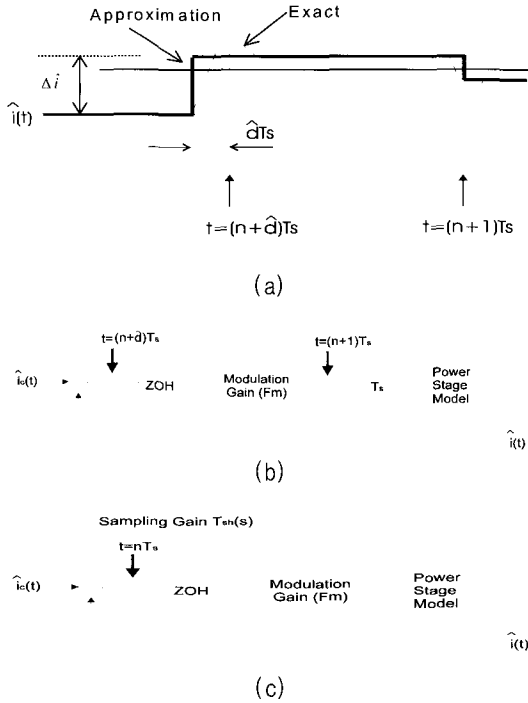 Approximation
Exact
Δi
î(t)
d̂Ts
t=(n+d̂)Ts
t=(n+1)Ts
(a)
t=(n+d̂)Ts
t=(n+1)Ts
îc(t)
ZOH
Modulation
Gain (Fm)
Ts
Power
Stage
Model
î(t)
(b)
Sampling Gain Tsh(s)
t=nTs
îc(t)
ZOH
Modulation
Gain (Fm)
Power
Stage
Model
î(t)
(c)